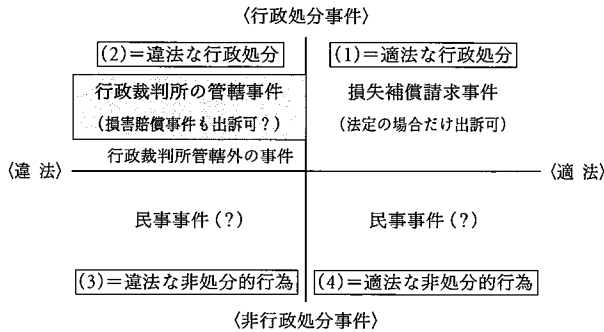 〈行政処分事件〉
(2)=違法な行政処分
(1)=適法な行政処分
行政裁判所の管轄事件
(損害賠償事件も出訴可?)
損失補償請求事件
(法定の場合だけ出訴可)
行政裁判所管轄外の事件
〈違 法〉
〈適 法〉
民事事件(?)
民事事件(?)
(3)=違法な非処分的行為
(4)=適法な非処分的行為
〈非行政処分事件〉